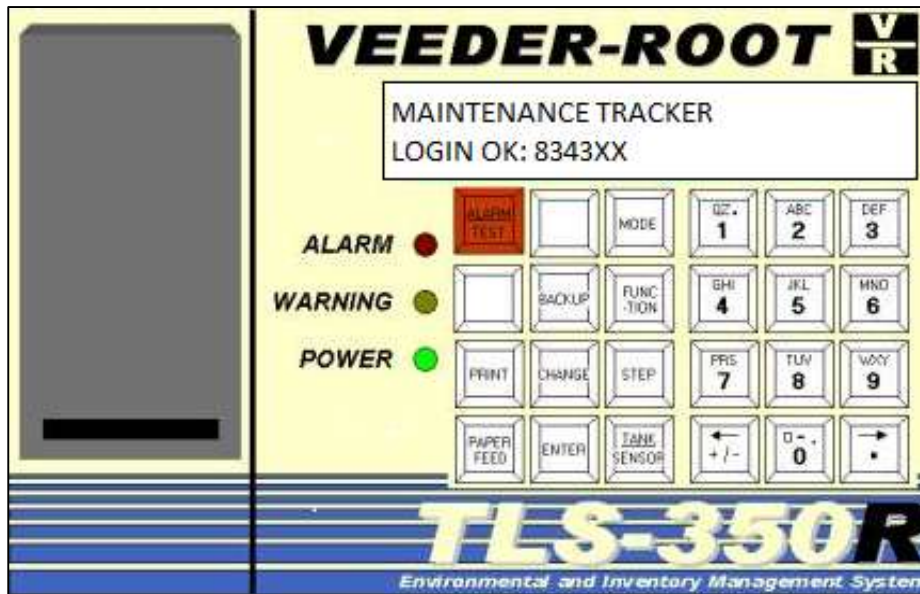 VEEDER-ROOT
V
R
MAINTENANCE TRACKER
LOGIN OK: 8343XX
ALARM
WARNING
POWER
ALARM TEST
MODE
QZ. 1
ABC 2
DEF 3
BACKUP
FUNC -TION
GHI 4
JKL 5
MNO 6
PRINT
CHANGE
STEP
PRS 7
TUV 8
WXY 9
PAPER FEED
ENTER
TANK SENSOR
← +/-
0
→ •
TLS-350R
Environmental and Inventory Management System